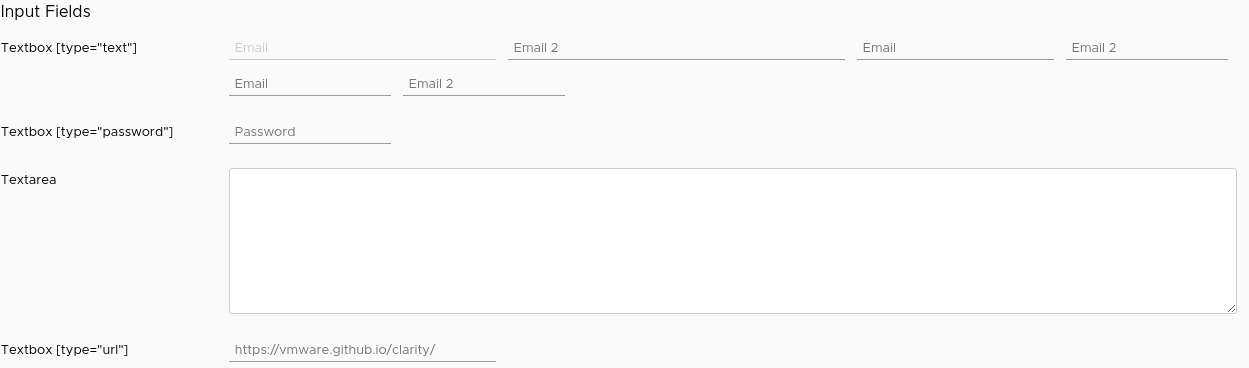 Input Fields
Textbox [type="text"] Email Email 2 Email Email 2
Email Email 2
Textbox [type="password"] Password
Textarea
Textbox [type="url"] https://vmware.github.io/clarity/